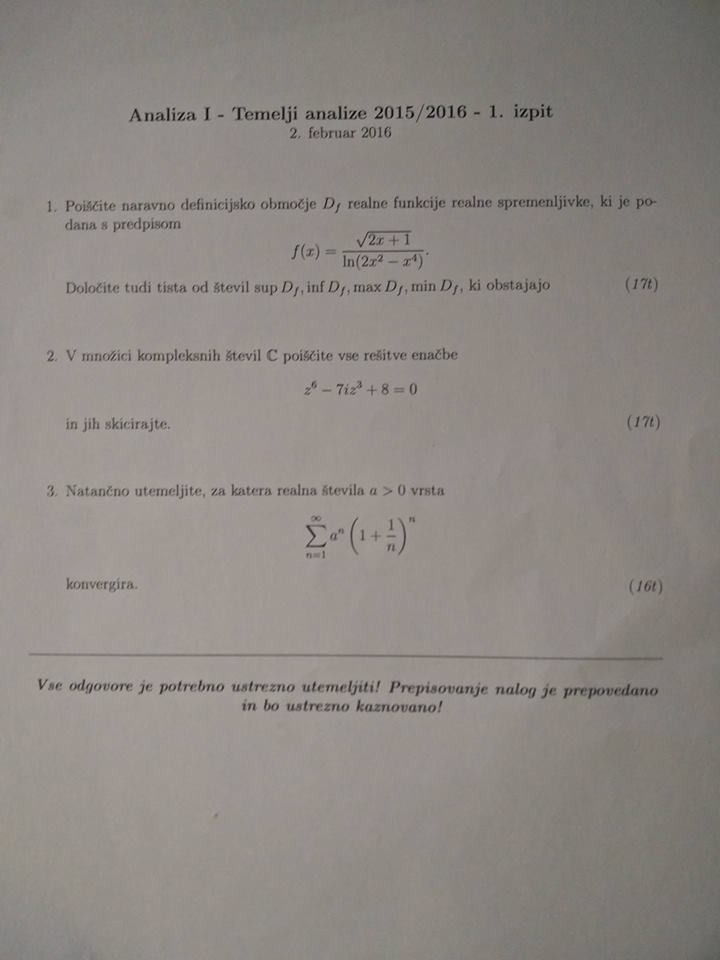 Analiza I - Temelji analize 2015/2016 - 1. izpit
2. februar 2016
1. Poiščite naravno definicijsko območje D_f realne funkcije realne spremenljivke, ki je po-
dana s predpisom
f(x) = \frac{\sqrt{2x+1}}{\ln(2x^2 - x^4)}.
Določite tudi tista od števil sup D_f, inf D_f, max D_f, min D_f, ki obstajajo (17t)
2. V množici kompleksnih števil ℂ poiščite vse rešitve enačbe
z^6 - 7iz^3 + 8 = 0
in jih skicirajte. (17t)
3. Natančno utemeljite, za katera realna števila a > 0 vrsta
\sum_{n=1}^{\infty} a^n \left(1 + \frac{1}{n}\right)^n
konvergira. (16t)
Vse odgovore je potrebno ustrezno utemeljiti! Prepisovanje nalog je prepovedano
in bo ustrezno kaznovano!